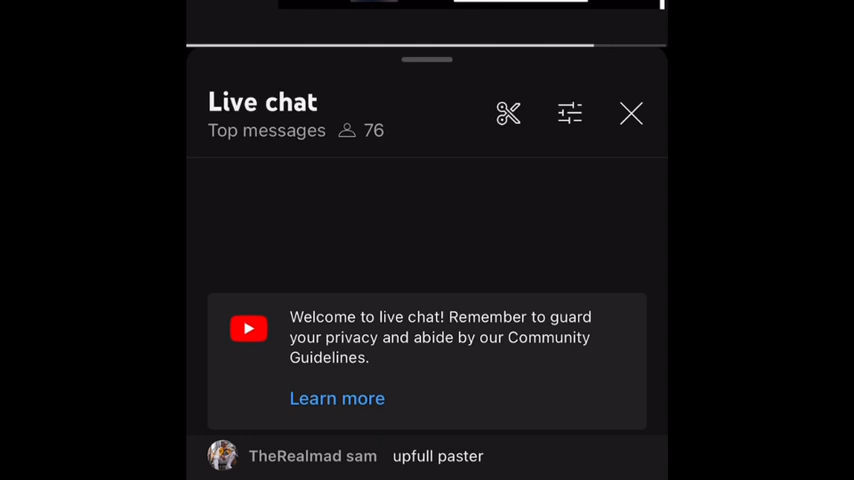 Live chat
Top messages 76
Welcome to live chat! Remember to guard
your privacy and abide by our Community
Guidelines.
Learn more
TheRealmad sam upfull paster